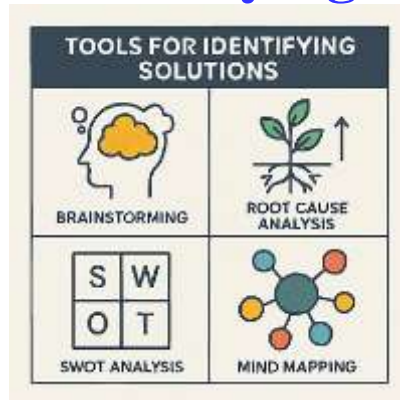 TOOLS FOR IDENTIFYING
SOLUTIONS
BRAINSTORMING
ROOT CAUSE
ANALYSIS
S W
O T
SWOT ANALYSIS
MIND MAPPING